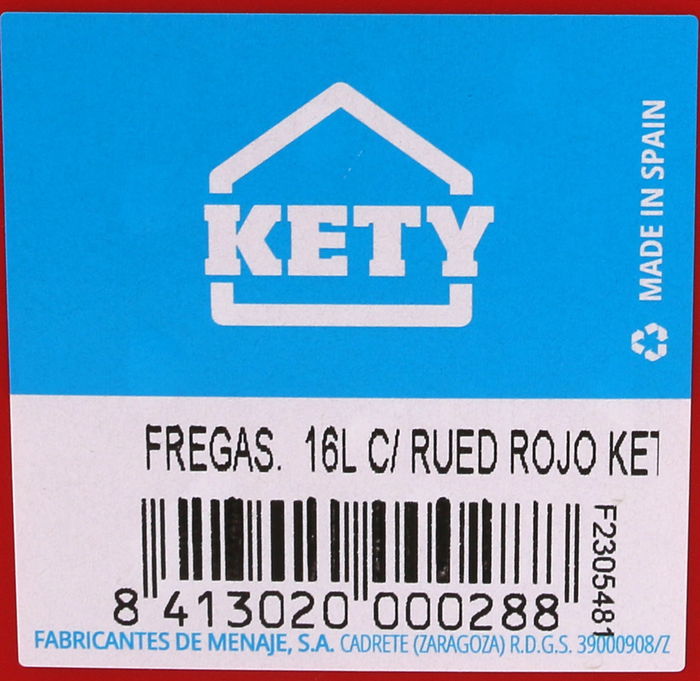 KETY
MADE IN SPAIN
FREGAS. 16L C/ RUED ROJO KET
F2305481
8 413020 000288
FABRICANTES DE MENAJE, S.A. CADRETE (ZARAGOZA) R.D.G.S. 39000908/Z